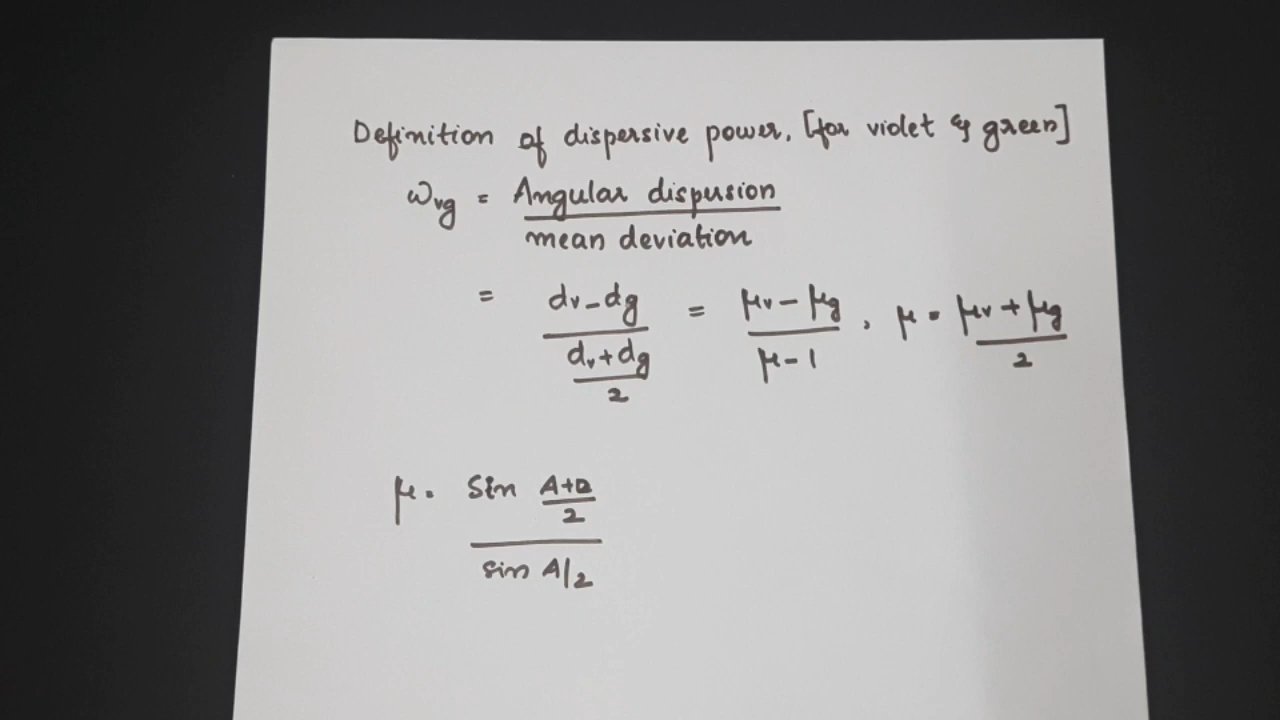 Definition of dispersive power. [for violet & green]
ωvg = Angular dispersion / mean deviation
= dv - dg / (dv + dg / 2) = μv - μg / μ - 1 , μ = μv + μg / 2
μ = Sin (A+D / 2) / sin A/2